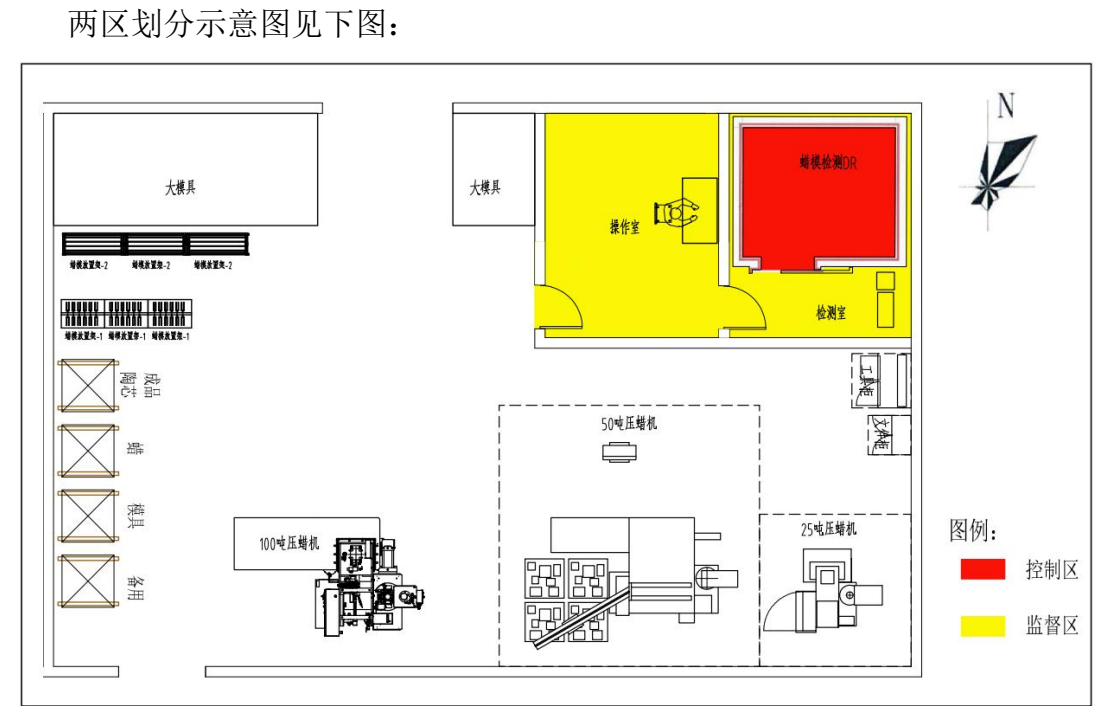 两区划分示意图见下图：
N
大模具
大模具
操作室
蜡模检测DR
检测室
蜡模放置架-2 蜡模放置架-2 蜡模放置架-2
蜡模放置架-1 蜡模放置架-1 蜡模放置架-1
成品
陶芯
蜡
模具
备用
工具柜
文件柜
50吨压蜡机
100吨压蜡机
25吨压蜡机
图例：
控制区
监督区